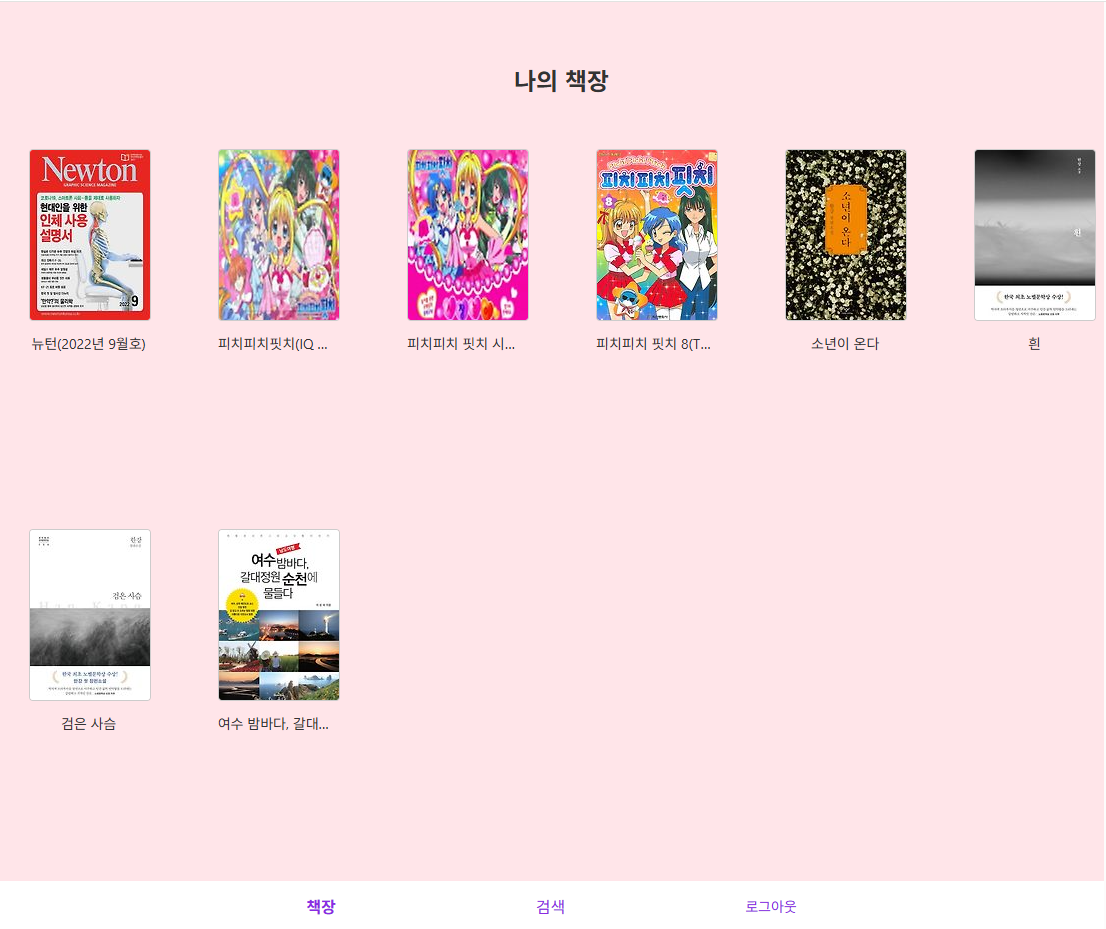 나의 책장
Newton
GRAPHIC SCIENCE MAGAZINE
현대인을 위한
인체 사용
설명서
2022 9
피치피치핏치
피치피치
핏치
8
소년이 온다
흰
한국 최초 노벨문학상 수상!
뉴턴(2022년 9월호)
피치피치핏치(IQ ...
피치피치 핏치 시...
피치피치 핏치 8(T...
소년이 온다
흰
한강
검은 사슴
Han Kang
한국 최초 노벨문학상 수상!
한강 첫 장편소설
여수 밤바다,
갈대정원 순천에
물들다
검은 사슴
여수 밤바다, 갈대...
책장
검색
로그아웃